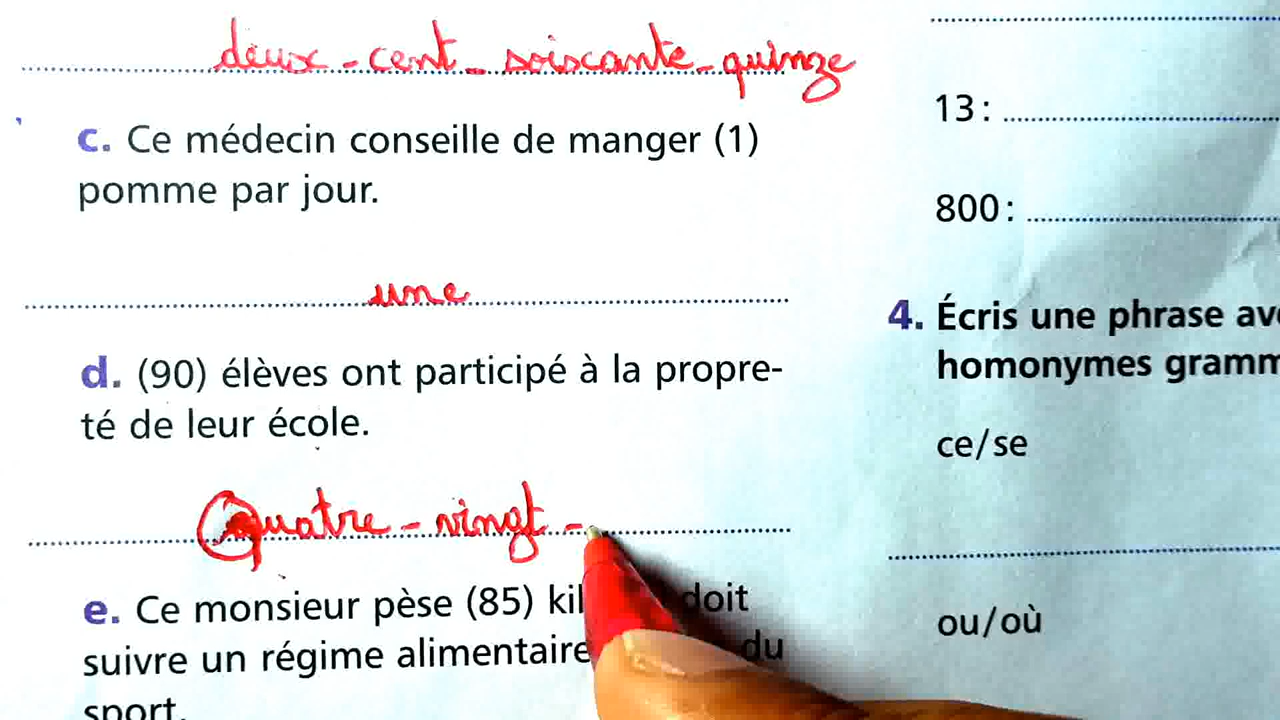 deux-cent-soixante-quinze
c. Ce médecin conseille de manger (1)
pomme par jour.
une
d. (90) élèves ont participé à la propre-
té de leur école.
Quatre-vingt-
e. Ce monsieur pèse (85) kil doit
suivre un régime alimentaire du
sport.
13 :
800 :
4. Écris une phrase
homonymes
ce/se
ou/où